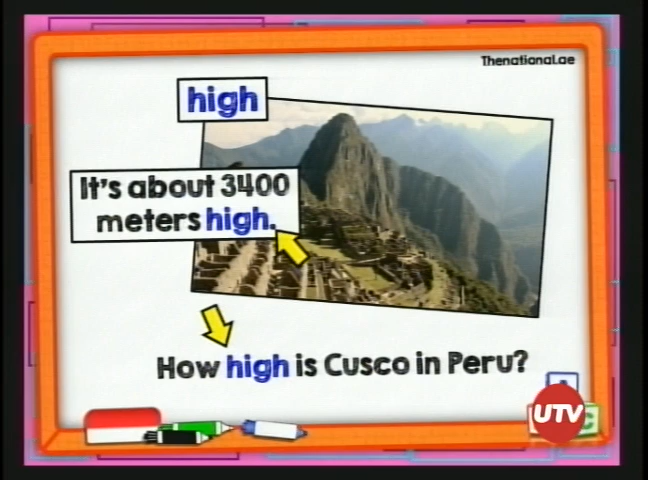 Thenational.ae
high
It's about 3400
meters high.
How high is Cusco in Peru?
UTV